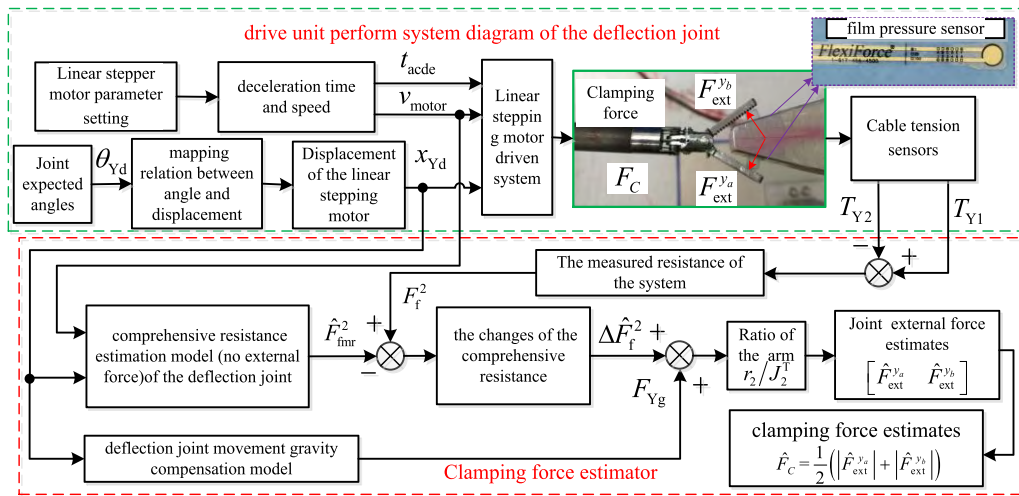 drive unit perform system diagram of the deflection joint
film pressure sensor
FlexiForce®
Linear stepper
motor parameter
setting
deceleration time
and speed
t_acde
v_motor
Linear
steppin
g motor
driven
system
Clamping
force
F_C
F_ext^{y_b}
F_ext^{y_a}
Cable tension
sensors
Joint
expected
angles
θ_Yd
mapping
relation between
angle and
displacement
Displacement
of the linear
stepping
motor
x_Yd
T_Y2
T_Y1
−
+
The measured resistance of
the system
F_f^2
comprehensive resistance
estimation model (no external
force)of the deflection joint
F̂_fmr^2
+
−
the changes of the
comprehensive
resistance
ΔF̂_f^2
+
F_Yg
+
Ratio of
the arm
r_2/J_2^T
Joint external force
estimates
[F̂_ext^{y_a} F̂_ext^{y_b}]
deflection joint movement gravity
compensation model
Clamping force estimator
clamping force estimates
F̂_C = 1/2(|F̂_ext^{y_a}| + |F̂_ext^{y_b}|)